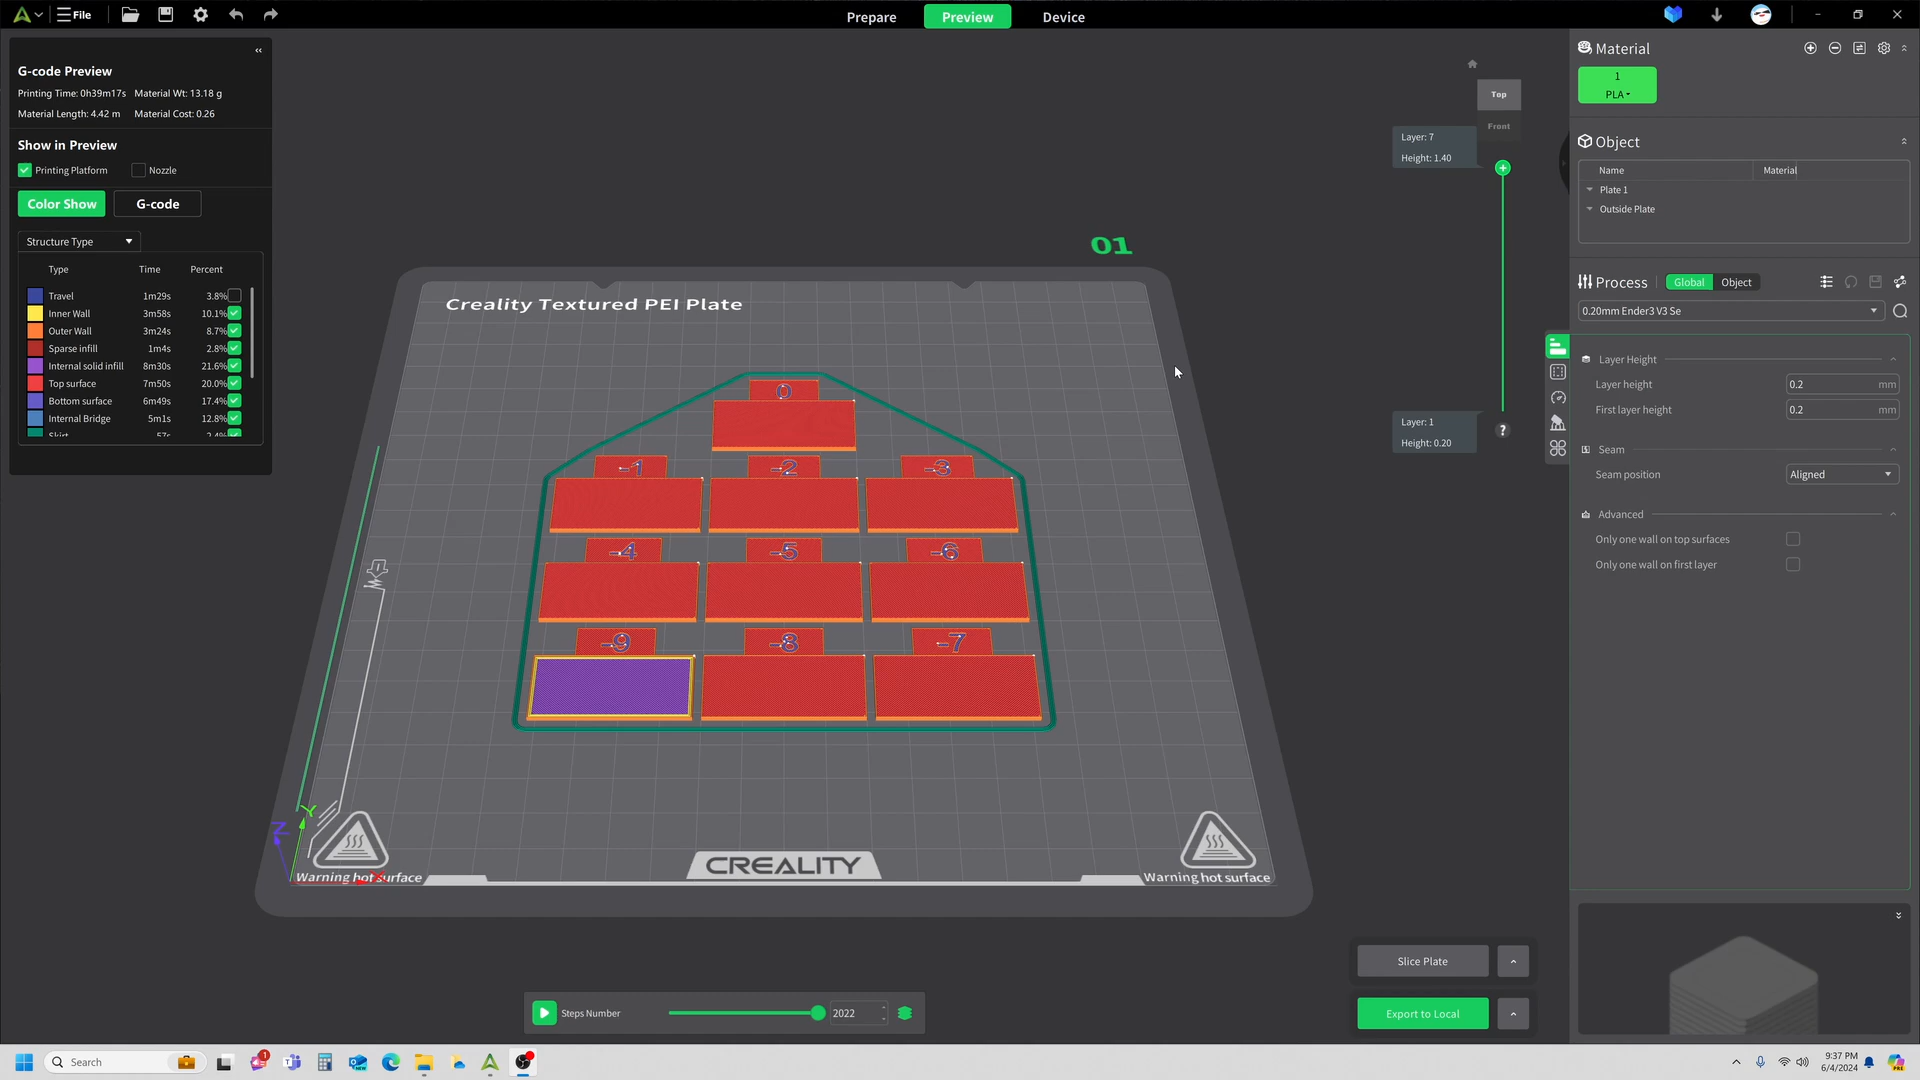 File
Prepare
Preview
Device
G-code Preview
Printing Time: 0h39m17s Material Wt: 13.18 g
Material Length: 4.42 m Material Cost: 0.26
Show in Preview
Printing Platform
Nozzle
Color Show
G-code
Structure Type
Type Time Percent
Travel 1m29s 3.8%
Inner Wall 3m58s 10.1%
Outer Wall 3m24s 8.7%
Sparse infill 1m4s 2.8%
Internal solid infill 8m30s 21.6%
Top surface 7m50s 20.0%
Bottom surface 6m49s 17.4%
Internal Bridge 5m1s 12.8%
Skirt 57s 2.4%
Top
Front
Layer: 7
Height: 1.40
Layer: 1
Height: 0.20
?
01
Creality Textured PEI Plate
0
-1 -2 -3
-4 -5 -6
-9 -8 -7
Y
Z
X
Warning hot surface
CREALITY
Warning hot surface
Steps Number
2022
Slice Plate
Export to Local
Material
1
PLA
Object
Name Material
Plate 1
Outside Plate
Process
Global
Object
0.20mm Ender3 V3 Se
Layer Height
Layer height 0.2 mm
First layer height 0.2 mm
Seam
Seam position Aligned
Advanced
Only one wall on top surfaces
Only one wall on first layer
Search
1
9:37 PM
6/4/2024